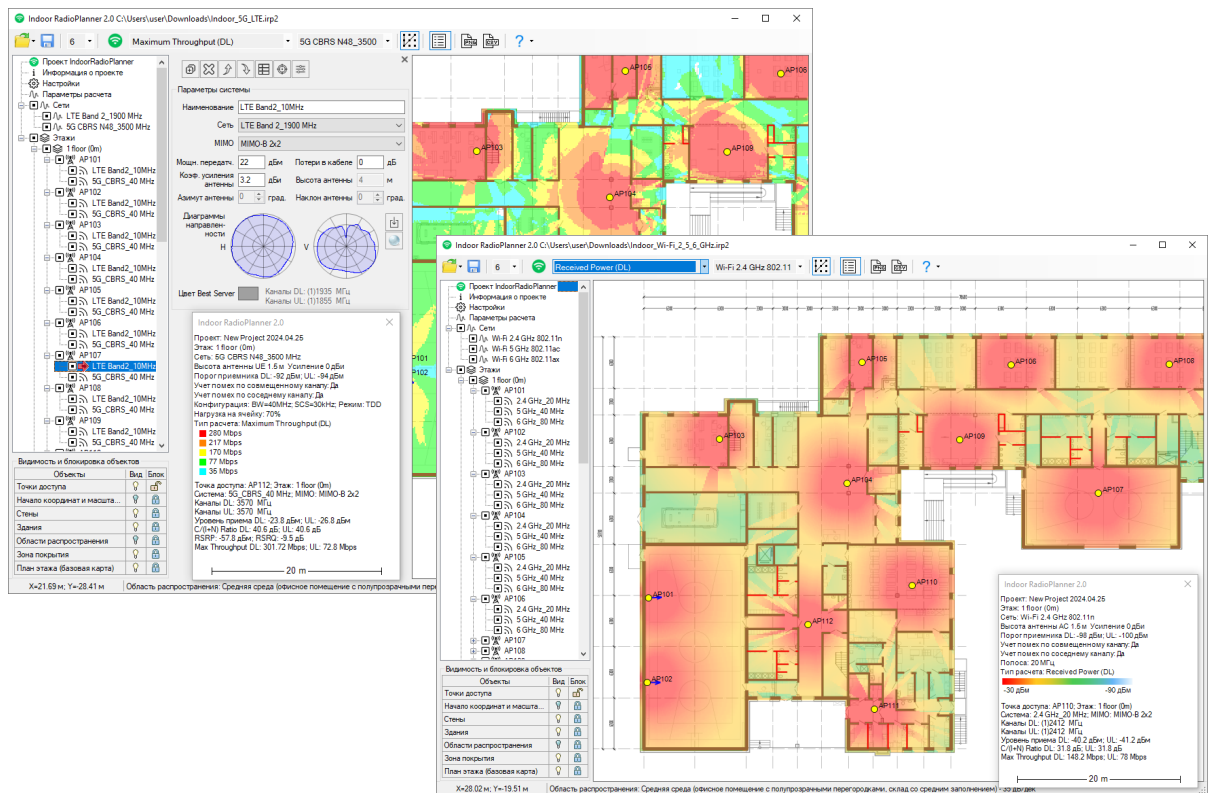 Indoor RadioPlanner 2.0 C:\Users\user\Downloads\Indoor_5G_LTE.irp2
6
Maximum Throughput (DL)
5G CBRS N48_3500
Проект IndoorRadioPlanner
Информация о проекте
Настройки
Параметры расчета
Сети
LTE Band 2_1900 MHz
5G CBRS N48_3500 MHz
Этажи
1 floor (0m)
AP101
LTE Band2_10MHz
5G_CBRS_40 MHz
AP102
LTE Band2_10MHz
5G_CBRS_40 MHz
AP103
LTE Band2_10MHz
5G_CBRS_40 MHz
AP104
LTE Band2_10MHz
5G_CBRS_40 MHz
AP105
LTE Band2_10MHz
5G_CBRS_40 MHz
AP106
LTE Band2_10MHz
5G_CBRS_40 MHz
AP107
LTE Band2_10MHz
5G_CBRS_40 MHz
AP108
LTE Band2_10MHz
5G_CBRS_40 MHz
AP109
LTE Band2_10MHz
5G_CBRS_40 MHz
Видимость и блокировка объектов
Объекты Вид Блок
Точки доступа
Начало координат и масшта...
Стены
Здания
Области распространения
Зона покрытия
План этажа (базовая карта)
X=21.69 м; Y=-28.41 м
Область распространения: Средняя среда (офисное помещение с полупрозрачными пере
Параметры системы
Наименование LTE Band2_10MHz
Сеть LTE Band 2_1900 MHz
MIMO MIMO-B 2x2
Мощн. передатч. 22 дБм Потери в кабеле 0 дБ
Коэф. усиления антенны 3.2 дБи Высота антенны 4 м
Азимут антенны 0 град. Наклон антенны 0 град.
Диаграммы
направлен-
ности
H V
Цвет Best Server
Каналы DL: (1)1935 МГц
Каналы UL: (1)1855 МГц
Indoor RadioPlanner 2.0
Проект: New Project 2024.04.25
Этаж: 1 floor (0m)
Сеть: 5G CBRS N48_3500 MHz
Высота антенны UE 1.5 м Усиление 0 дБи
Порог приемника DL: -92 дБм; UL: -94 дБм
Учет помех по совмещенному каналу: Да
Учет помех по соседнему каналу: Да
Конфигурация: BW=40MHz; SCS=30kHz; Режим: TDD
Нагрузка на ячейку: 70%
Тип расчета: Maximum Throughput (DL)
280 Mbps
217 Mbps
170 Mbps
77 Mbps
35 Mbps
Точка доступа: AP112; Этаж: 1 floor (0m)
Система: 5G_CBRS_40 MHz; MIMO: MIMO-B 2x2
Каналы DL: 3570 МГц
Каналы UL: 3570 МГц
Уровень приема DL: -23.8 дБм; UL: -26.8 дБм
C/(I+N) Ratio DL: 40.6 дБ; UL: 40.6 дБ
RSRP: -57.8 дБм; RSRQ: -9.5 дБ
Max Throughput DL: 301.72 Mbps; UL: 72.8 Mbps
20 m
AP105
AP106
AP103
AP109
AP104
AP101
AP102
Indoor RadioPlanner 2.0 C:\Users\user\Downloads\Indoor_Wi-Fi_2_5_6_GHz.irp2
6
Received Power (DL)
Wi-Fi 2.4 GHz 802.11
Проект IndoorRadioPlanner
Информация о проекте
Настройки
Параметры расчета
Сети
Wi-Fi 2.4 GHz 802.11n
Wi-Fi 5 GHz 802.11ac
Wi-Fi 6 GHz 802.11ax
Этажи
1 floor (0m)
AP101
2.4 GHz_20 MHz
5 GHz_40 MHz
6 GHz_80 MHz
AP102
2.4 GHz_20 MHz
5 GHz_40 MHz
6 GHz_80 MHz
AP103
2.4 GHz_20 MHz
5 GHz_40 MHz
6 GHz_80 MHz
AP104
2.4 GHz_20 MHz
5 GHz_40 MHz
6 GHz_80 MHz
AP105
2.4 GHz_20 MHz
5 GHz_40 MHz
6 GHz_80 MHz
AP106
2.4 GHz_20 MHz
5 GHz_40 MHz
6 GHz_80 MHz
AP107
AP108
Видимость и блокировка объектов
Объекты Вид Блок
Точки доступа
Начало координат и масшта...
Стены
Здания
Области распространения
Зона покрытия
План этажа (базовая карта)
X=28.02 м; Y=-19.51 м
Область распространения: Средняя среда (офисное помещение с полупрозрачными перегородками, склад со средним заполнением) - 35 дБ/дек
AP105
AP106
AP108
AP103
AP109
AP104
AP107
AP110
AP101
AP112
AP102
AP111
Indoor RadioPlanner 2.0
Проект: New Project 2024.04.25
Этаж: 1 floor (0m)
Сеть: Wi-Fi 2.4 GHz 802.11n
Высота антенны AC 1.5 м Усиление 0 дБи
Порог приемника DL: -98 дБм; UL: -100 дБм
Учет помех по совмещенному каналу: Да
Учет помех по соседнему каналу: Да
Полоса: 20 МГц
Тип расчета: Received Power (DL)
-30 дБм -90 дБм
Точка доступа: AP110; Этаж: 1 floor (0m)
Система: 2.4 GHz_20 MHz; MIMO: MIMO-B 2x2
Каналы DL: (1)2412 МГц
Каналы UL: (1)2412 МГц
Уровень приема DL: -40.2 дБм; UL: -41.2 дБм
C/(I+N) Ratio DL: 31.8 дБ; UL: 31.8 дБ
Max Throughput DL: 148.2 Mbps; UL: 78 Mbps
20 m